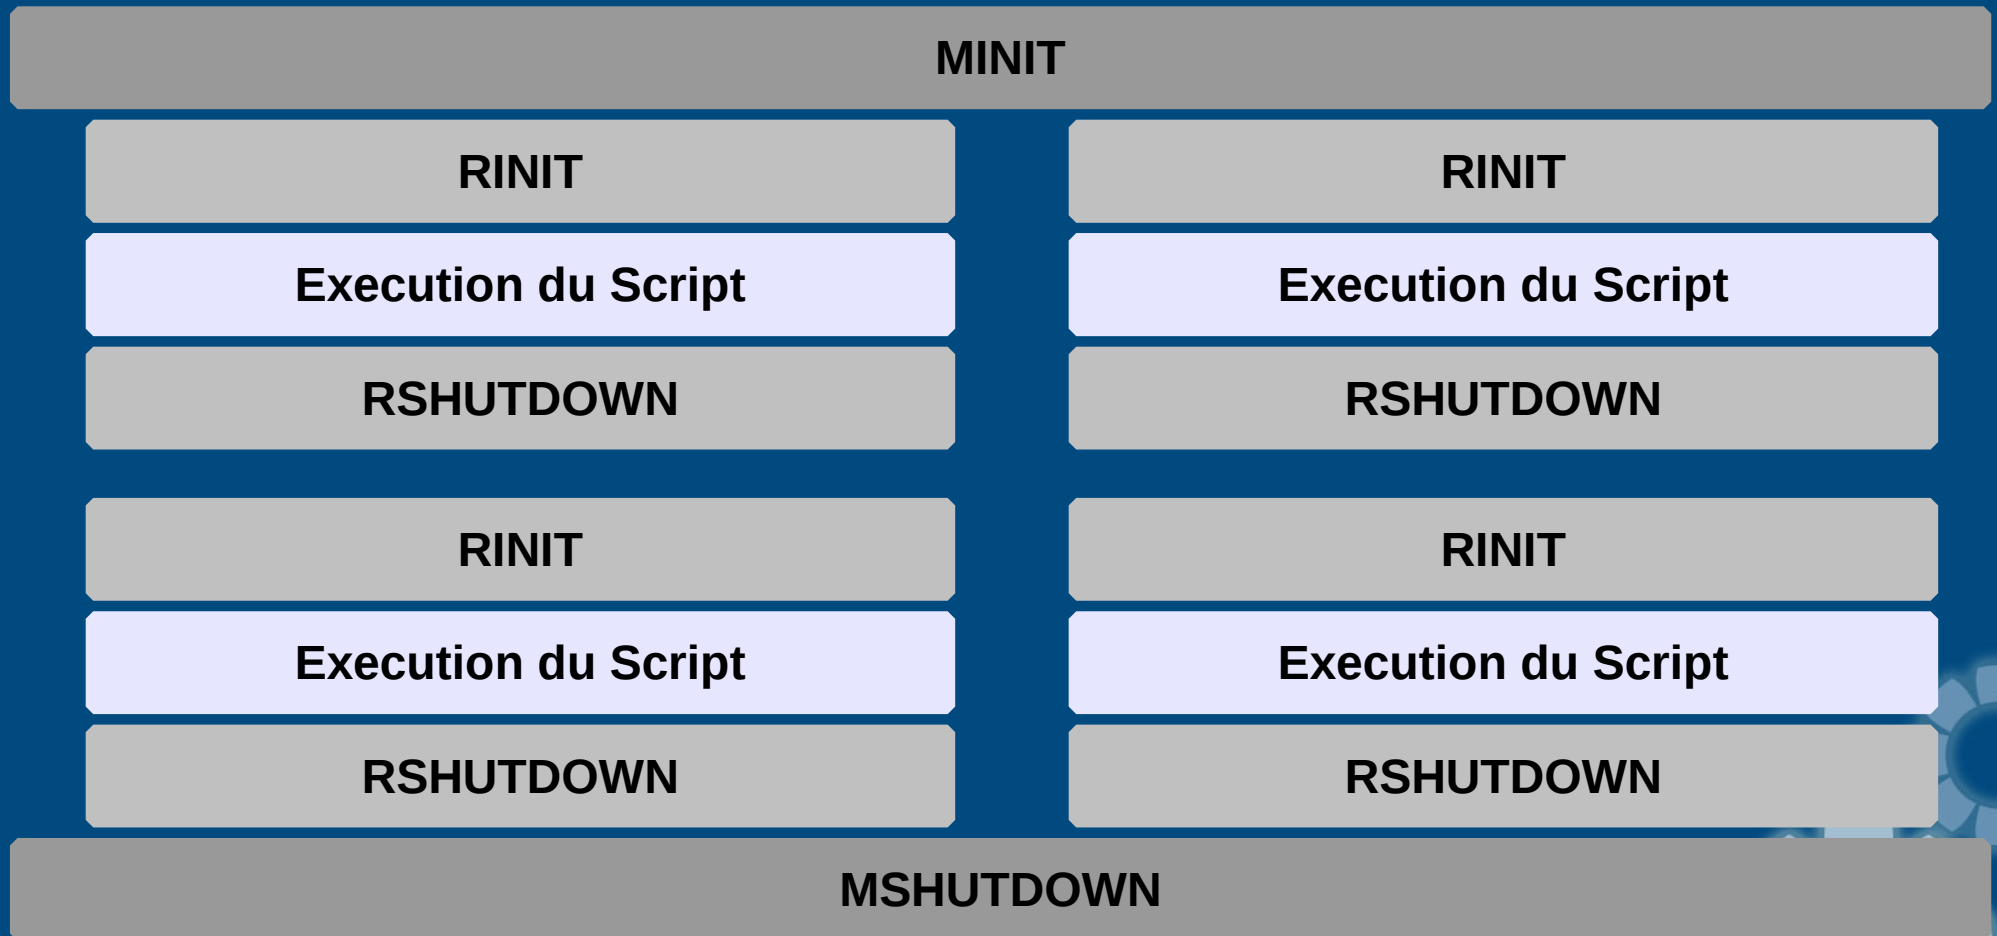 MINIT
RINIT
RINIT
Execution du Script
Execution du Script
RSHUTDOWN
RSHUTDOWN
RINIT
RINIT
Execution du Script
Execution du Script
RSHUTDOWN
RSHUTDOWN
MSHUTDOWN